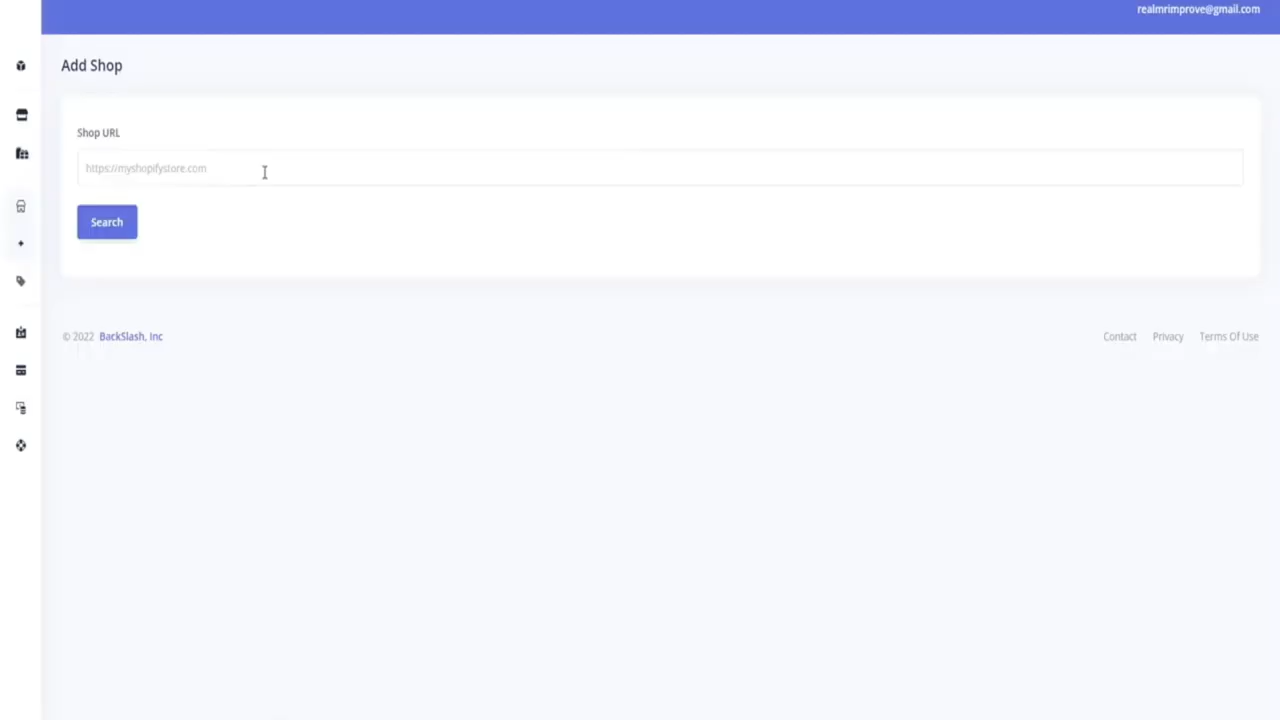 realmrimprove@gmail.com
Add Shop
Shop URL
https://myshopifystore.com
Search
© 2022 BackSlash, Inc
Contact Privacy Terms Of Use